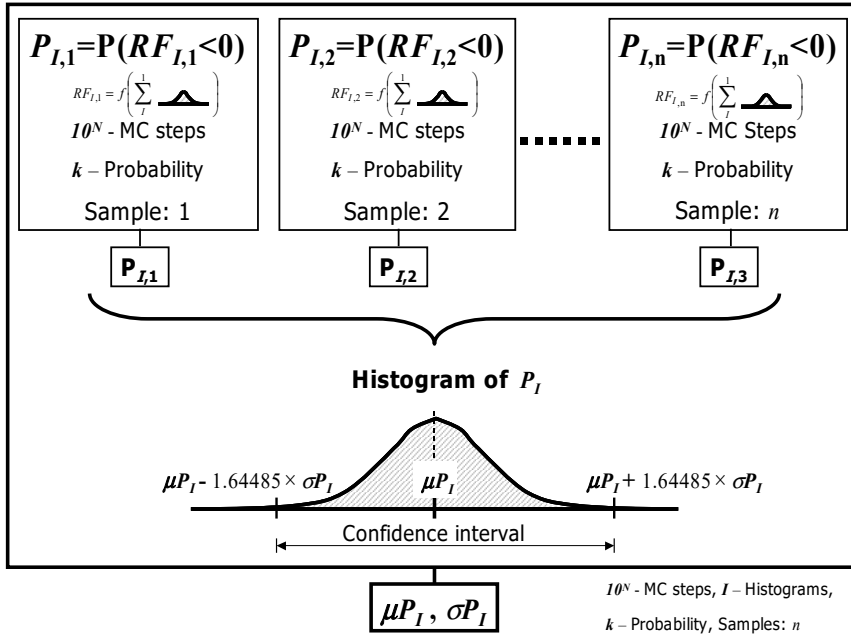 P_{I,1}=P(RF_{I,1}<0)
RF_{I,1} = f(∑_{I}^{1} )
10^N - MC steps
k – Probability
Sample: 1
P_{I,1}
P_{I,2}=P(RF_{I,2}<0)
RF_{I,2} = f(∑_{I}^{1} )
10^N - MC steps
k – Probability
Sample: 2
P_{I,2}
P_{I,n}=P(RF_{I,n}<0)
RF_{I,n} = f(∑_{I}^{1} )
10^N - MC Steps
k – Probability
Sample: n
P_{I,3}
Histogram of P_I
μP_I - 1.64485 × σP_I
μP_I
μP_I + 1.64485 × σP_I
Confidence interval
μP_I , σP_I
10^N - MC steps, I – Histograms,
k – Probability, Samples: n